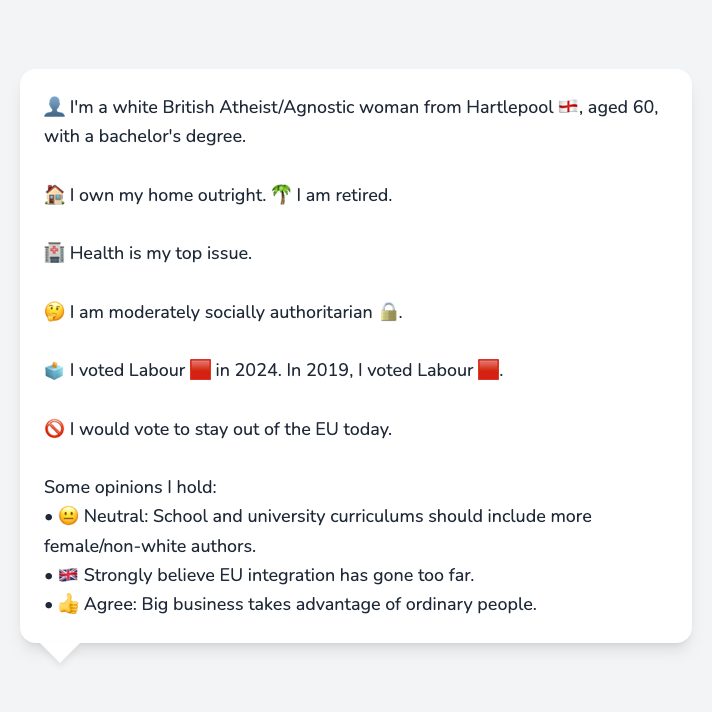 👤 I'm a white British Atheist/Agnostic woman from Hartlepool 🏴󠁧󠁢󠁥󠁮󠁧󠁿, aged 60,
with a bachelor's degree.
🏠 I own my home outright. 🌴 I am retired.
🏥 Health is my top issue.
🤔 I am moderately socially authoritarian 🔒.
🗳️ I voted Labour 🟥 in 2024. In 2019, I voted Labour 🟥.
🚫 I would vote to stay out of the EU today.
Some opinions I hold:
• 😐 Neutral: School and university curriculums should include more
female/non-white authors.
• 🇬🇧 Strongly believe EU integration has gone too far.
• 👍 Agree: Big business takes advantage of ordinary people.